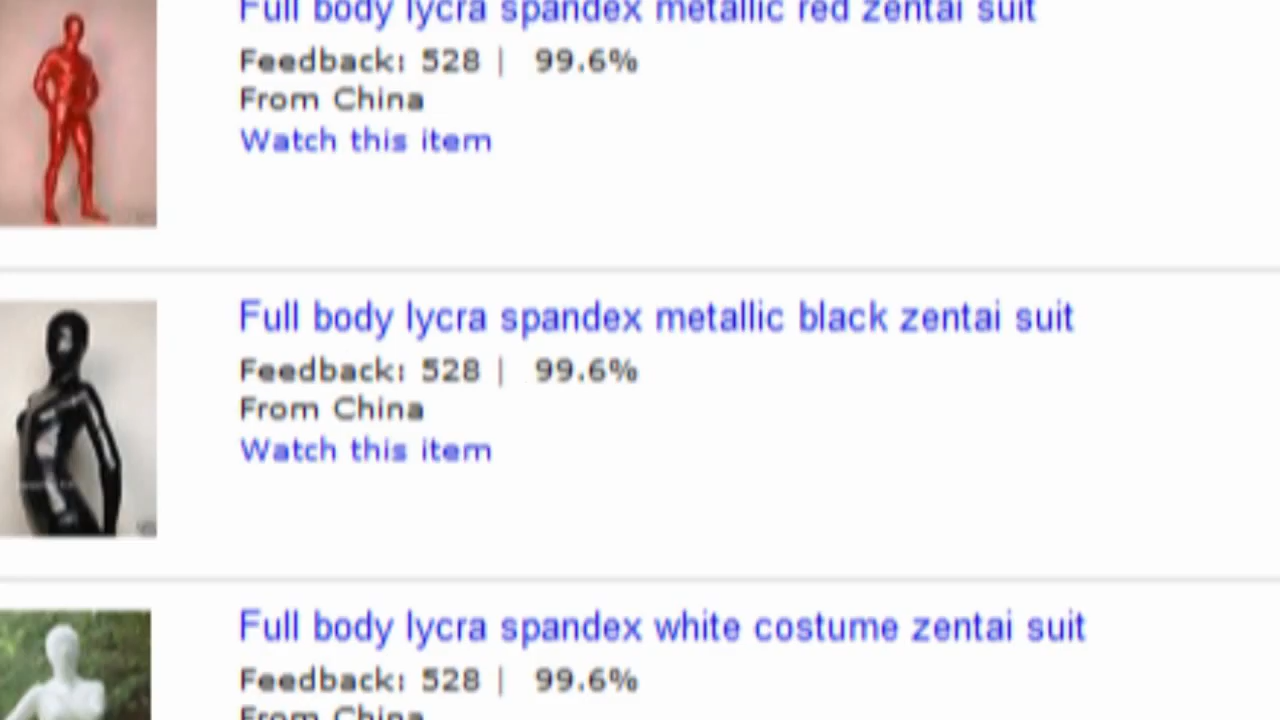 Full body lycra spandex metallic red zentai suit
Feedback: 528 | 99.6%
From China
Watch this item
Full body lycra spandex metallic black zentai suit
Feedback: 528 | 99.6%
From China
Watch this item
Full body lycra spandex white costume zentai suit
Feedback: 528 | 99.6%
From China